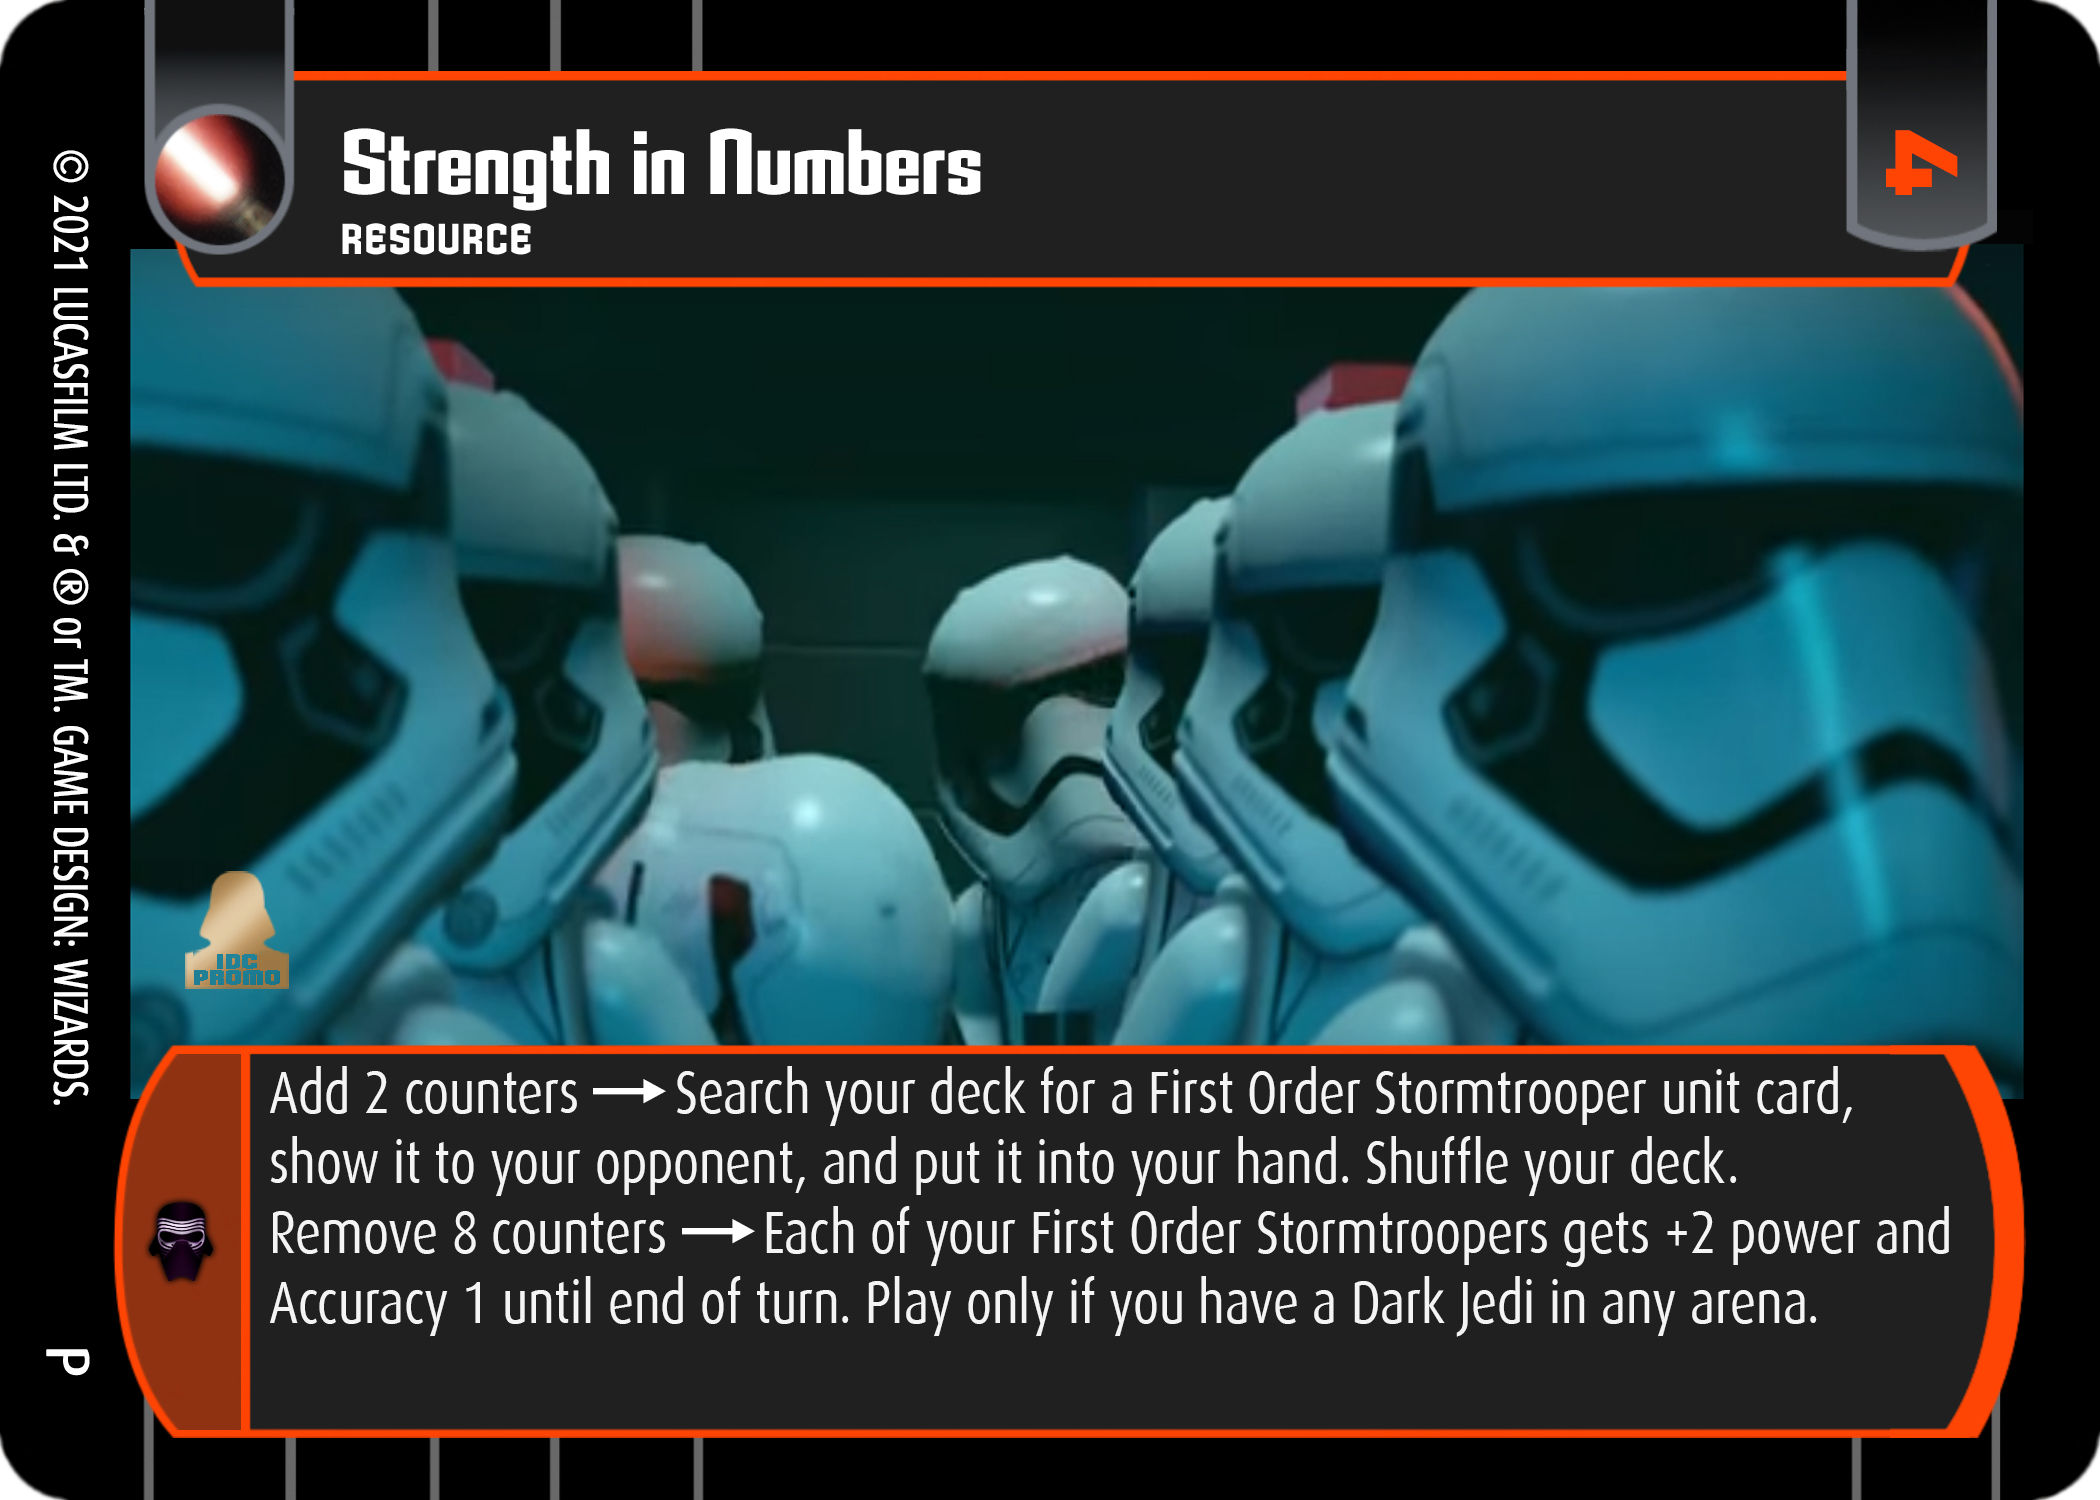 Strength in Numbers
RESOURCE
4
© 2021 LUCASFILM LTD. & ® or TM. GAME DESIGN: WIZARDS.
IDC
PROMO
Add 2 counters → Search your deck for a First Order Stormtrooper unit card,
show it to your opponent, and put it into your hand. Shuffle your deck.
Remove 8 counters → Each of your First Order Stormtroopers gets +2 power and
Accuracy 1 until end of turn. Play only if you have a Dark Jedi in any arena.
P